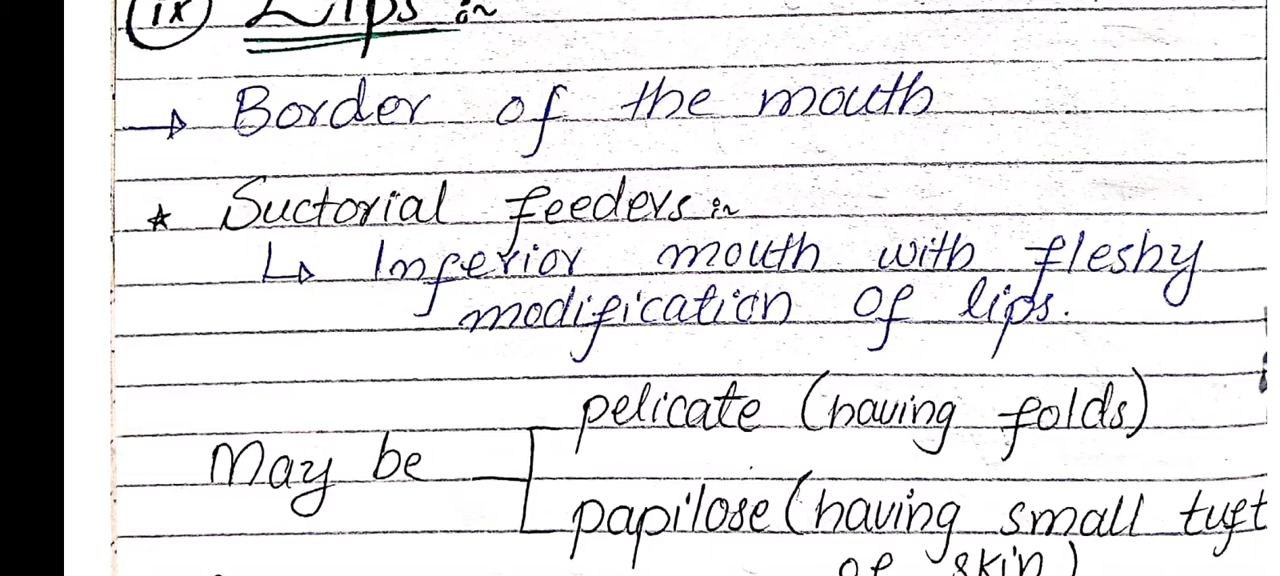 (ix) Lips :~
→ Border of the mouth
* Suctorial feeders :~
↳ Inferior mouth with fleshy
modification of lips.
pelicate (having folds)
May be
papilose (having small tuft
of skin)